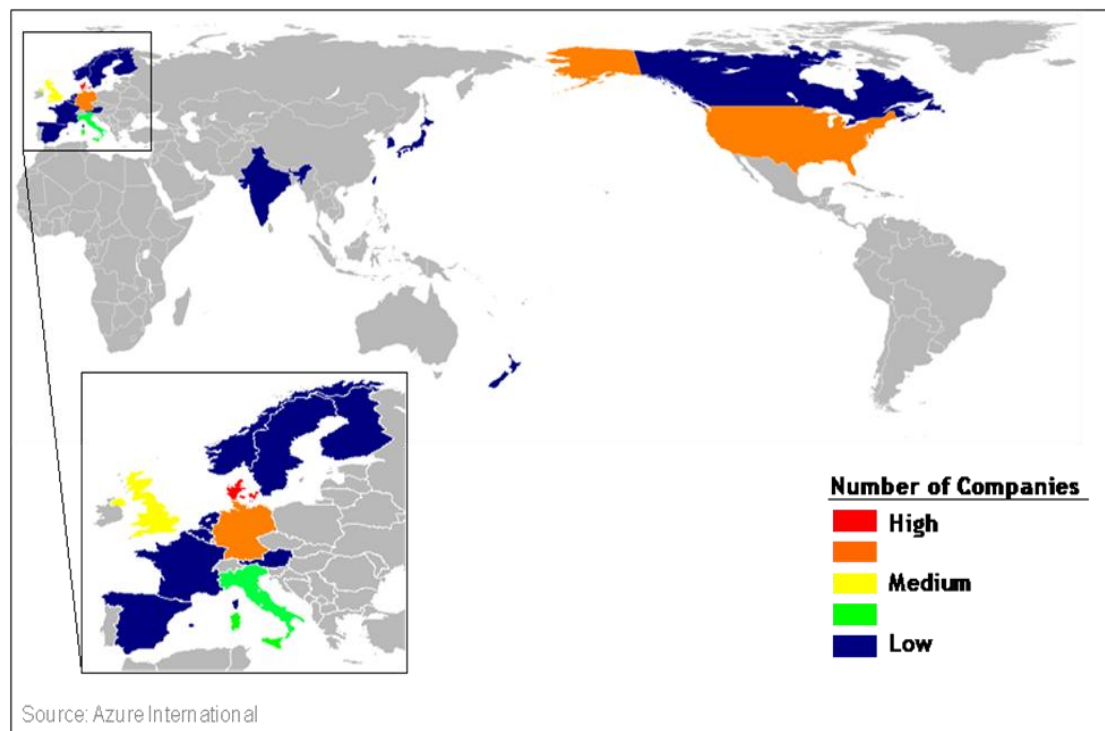 Number of Companies
High
Medium
Low
Source: Azure International